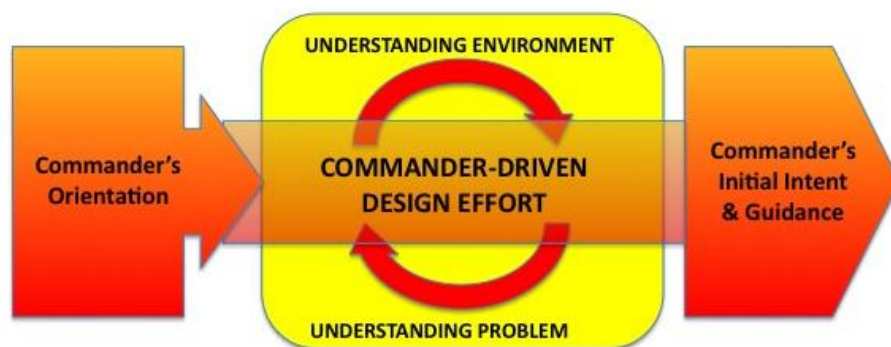 Commander's
Orientation
UNDERSTANDING ENVIRONMENT
COMMANDER-DRIVEN
DESIGN EFFORT
UNDERSTANDING PROBLEM
Commander's
Initial Intent
& Guidance